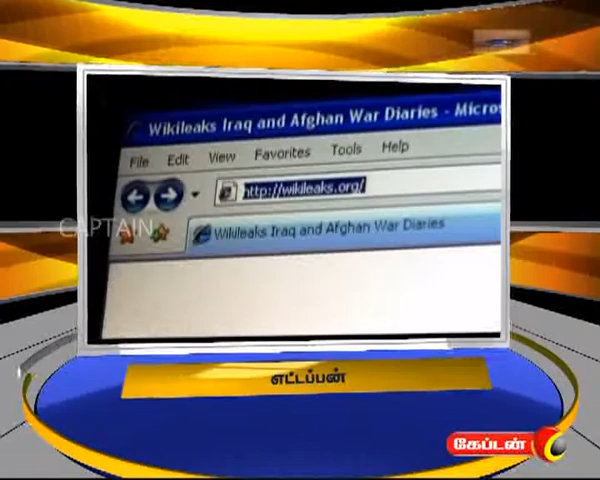 Wikileaks Iraq and Afghan War Diaries - Micros
File Edit View Favorites Tools Help
http://wikileaks.org/
CAPTAIN
Wikileaks Iraq and Afghan War Diaries
எட்டப்பன்
கேப்டன்